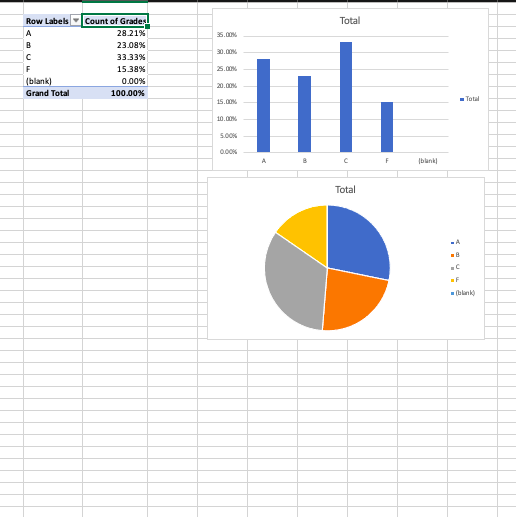 Row Labels Count of Grades
A 28.21%
B 23.08%
C 33.33%
F 15.38%
(blank) 0.00%
Grand Total 100.00%
Total
35.00%
30.00%
25.00%
20.00%
15.00%
10.00%
5.00%
0.00%
A B C F (blank)
Total
Total
A
B
C
F
(blank)